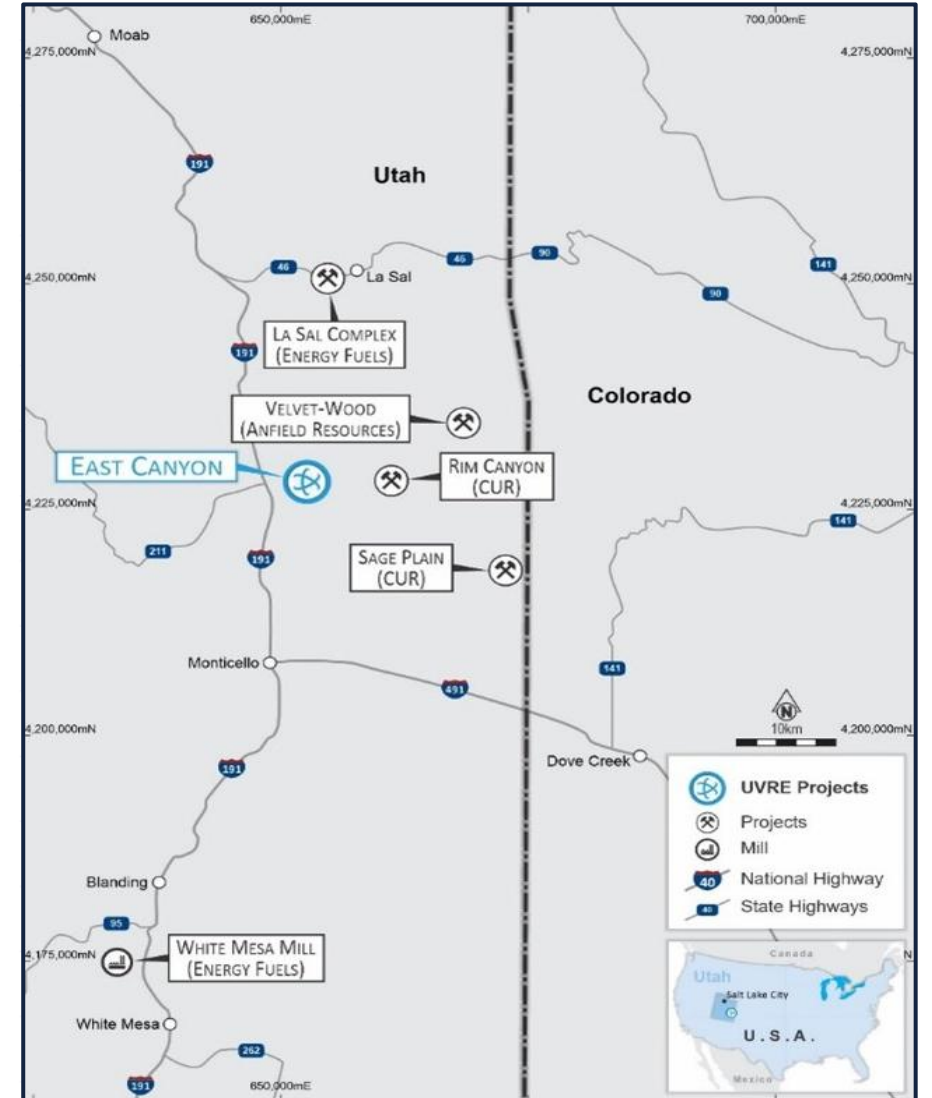 650,000mE
700,000mE
Moab
4,275,000mN
4,275,000mN
191
Utah
46
46
90
141
La Sal
4,250,000mN
4,250,000mN
90
LA SAL COMPLEX
(ENERGY FUELS)
191
Colorado
VELVET-WOOD
(ANFIELD RESOURCES)
EAST CANYON
RIM CANYON
(CUR)
4,225,000mN
4,225,000mN
141
211
191
SAGE PLAIN
(CUR)
Monticello
141
491
N
10km
4,200,000mN
4,200,000mN
Dove Creek
191
UVRE Projects
Projects
Mill
40
National Highway
40
State Highways
Blanding
95
WHITE MESA MILL
(ENERGY FUELS)
4,175,000mN
N
Canada
Utah
Salt Lake City
U.S.A.
Mexico
White Mesa
262
191
650,000mE